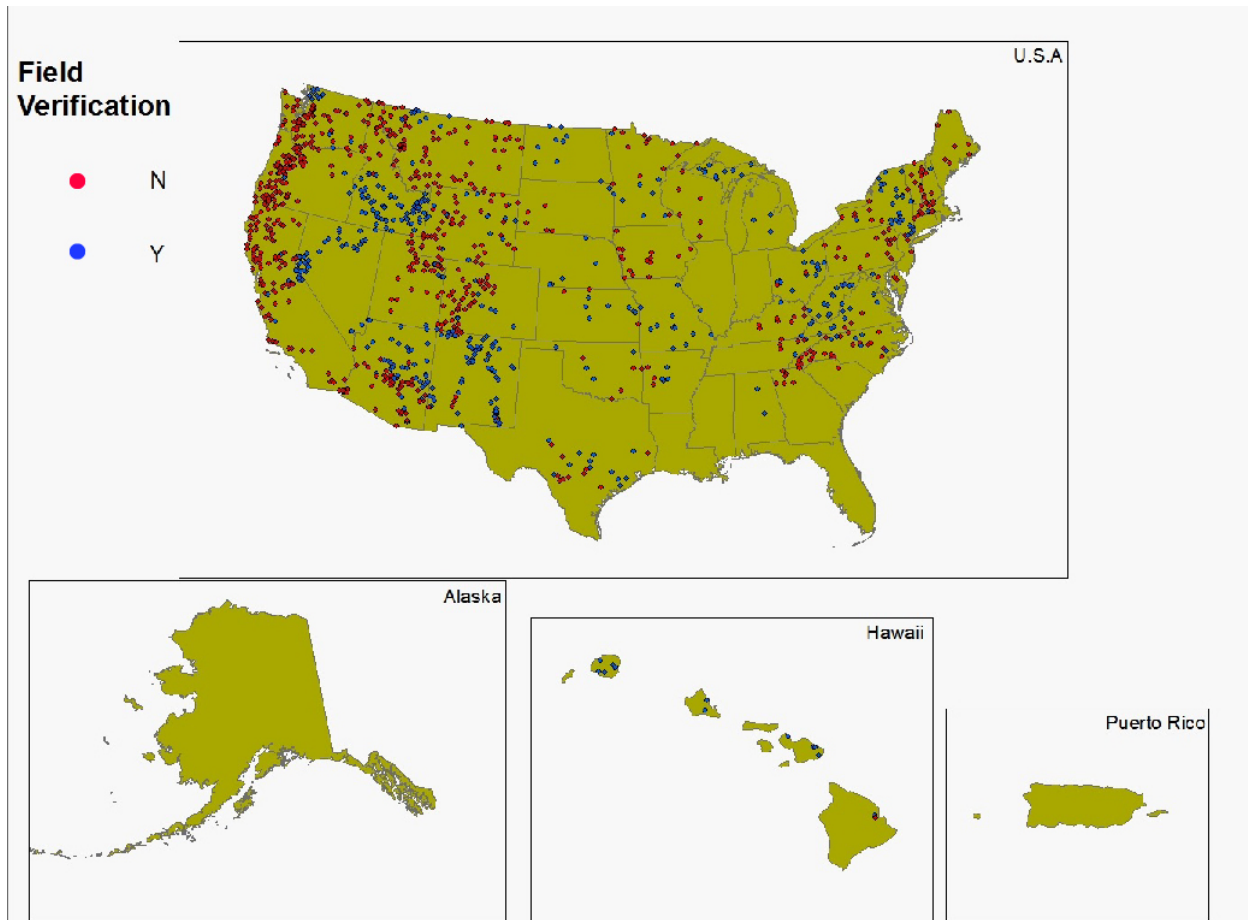 U.S.A
Field
Verification
N
Y
Alaska
Hawaii
Puerto Rico